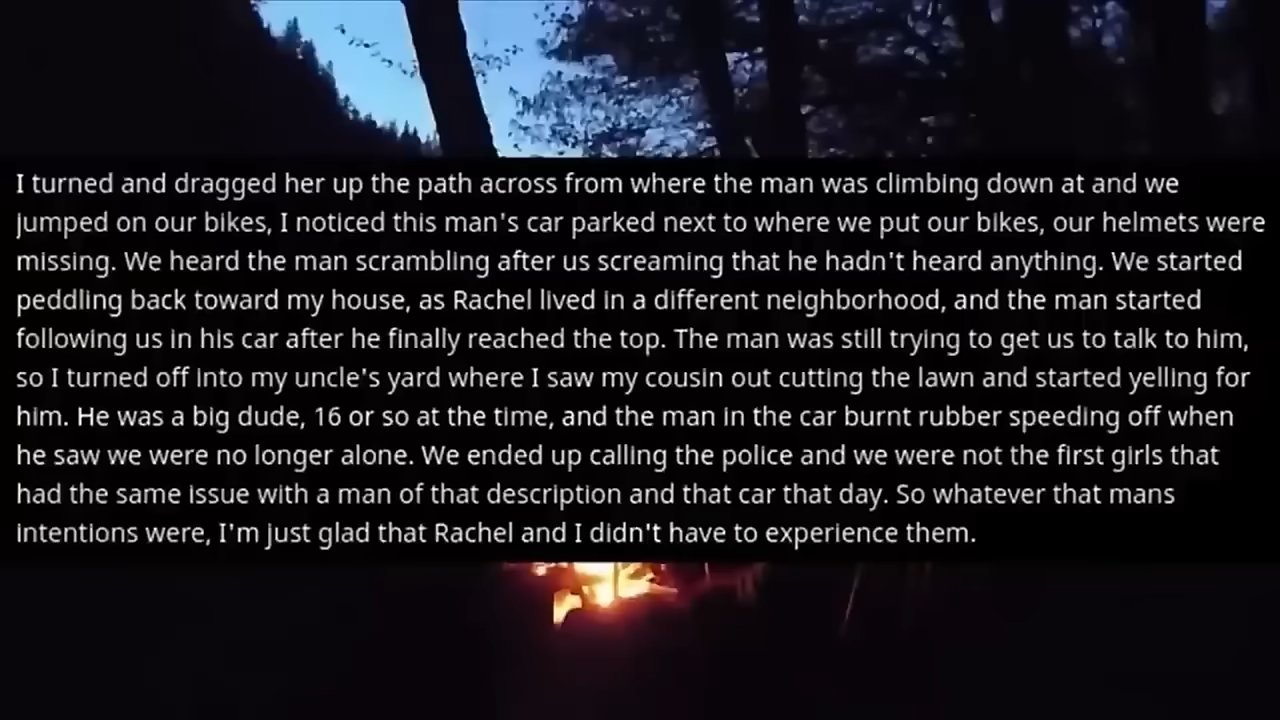 I turned and dragged her up the path across from where the man was climbing down at and we
jumped on our bikes, I noticed this man's car parked next to where we put our bikes, our helmets were
missing. We heard the man scrambling after us screaming that he hadn't heard anything. We started
peddling back toward my house, as Rachel lived in a different neighborhood, and the man started
following us in his car after he finally reached the top. The man was still trying to get us to talk to him,
so I turned off into my uncle's yard where I saw my cousin out cutting the lawn and started yelling for
him. He was a big dude, 16 or so at the time, and the man in the car burnt rubber speeding off when
he saw we were no longer alone. We ended up calling the police and we were not the first girls that
had the same issue with a man of that description and that car that day. So whatever that mans
intentions were, I'm just glad that Rachel and I didn't have to experience them.